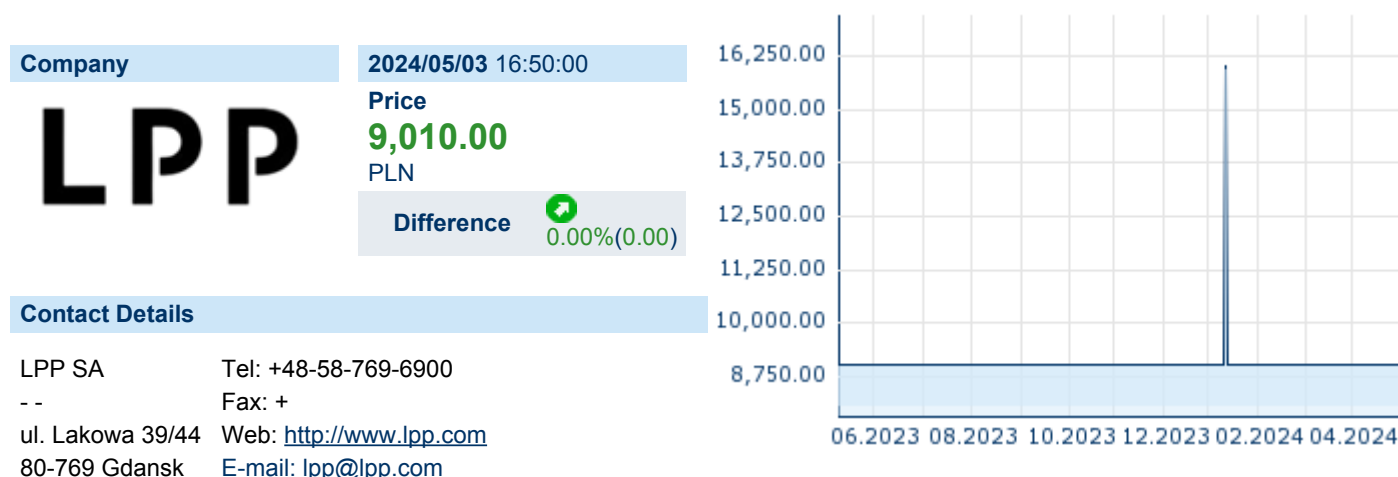 Company
LPP
2024/05/03 16:50:00
Price
9,010.00
PLN
Difference
0.00%(0.00)
Contact Details
LPP SA
- -
ul. Lakowa 39/44
80-769 Gdansk
Tel: +48-58-769-6900
Fax: +
Web: http://www.lpp.com
E-mail: lpp@lpp.com
16,250.00
15,000.00
13,750.00
12,500.00
11,250.00
10,000.00
8,750.00
06.2023 08.2023 10.2023 12.2023 02.2024 04.2024